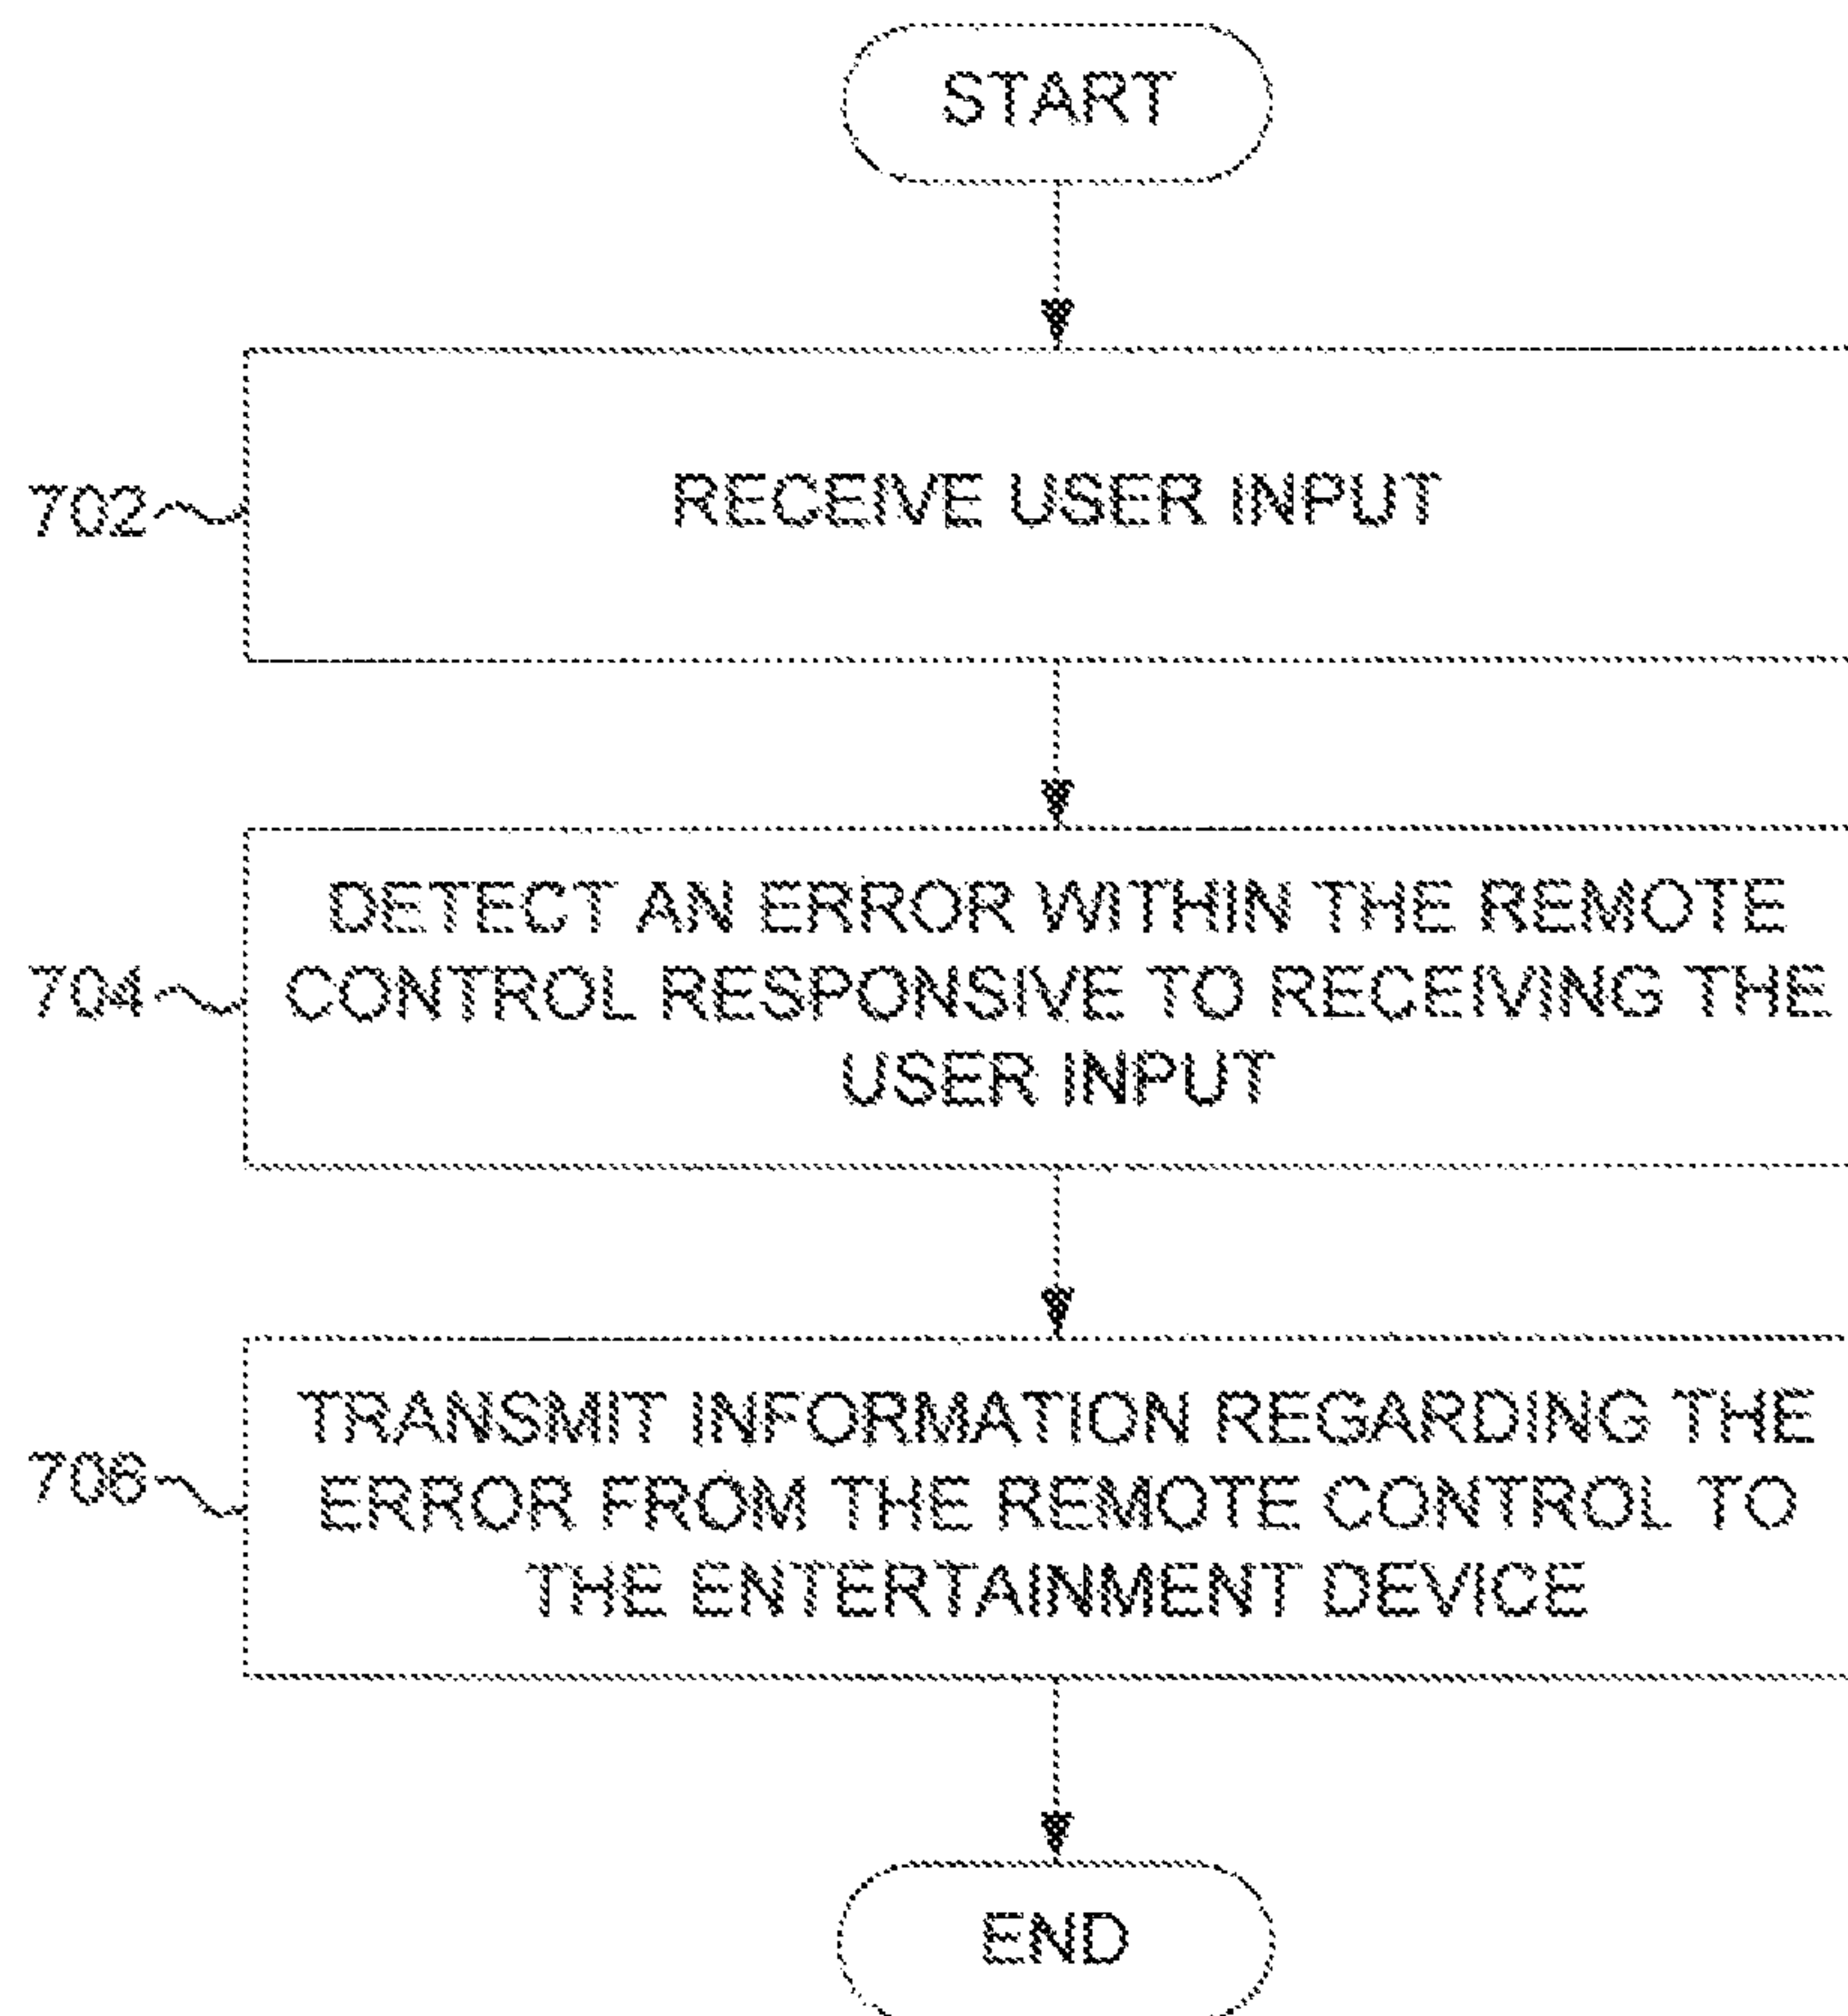 START
702
RECEIVE USER INPUT
704
DETECT AN ERROR WITHIN THE REMOTE
CONTROL RESPONSIVE TO RECEIVING THE
USER INPUT
706
TRANSMIT INFORMATION REGARDING THE
ERROR FROM THE REMOTE CONTROL TO
THE ENTERTAINMENT DEVICE
END